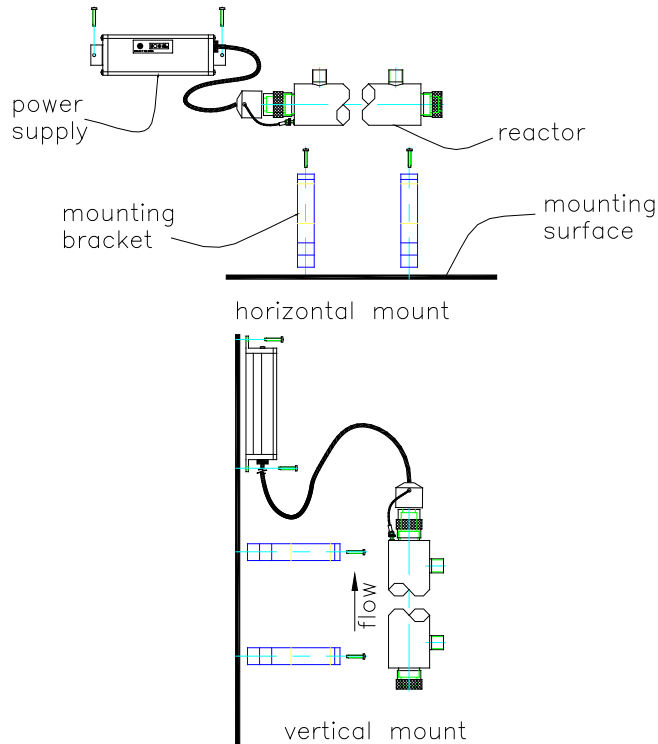 power
supply
reactor
mounting
bracket
mounting
surface
horizontal mount
flow
vertical mount